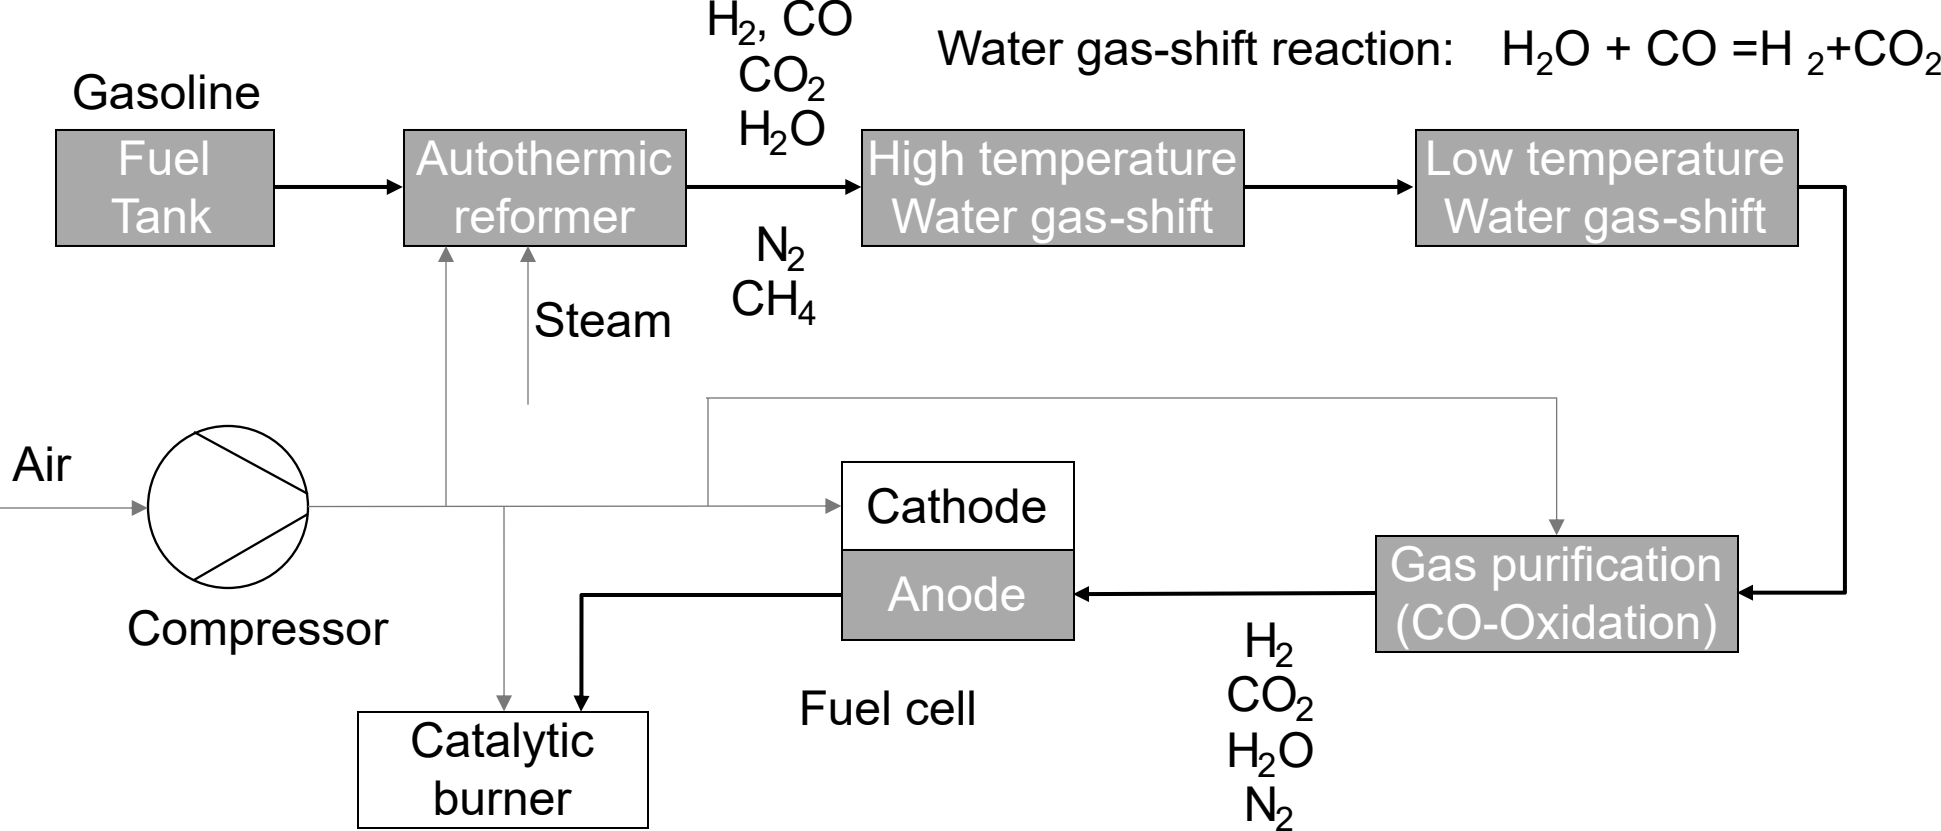 H₂, CO
CO₂
H₂O
Water gas-shift reaction: H₂O + CO =H ₂+CO₂
Gasoline
Fuel
Tank
Autothermic
reformer
High temperature
Water gas-shift
Low temperature
Water gas-shift
N₂
CH₄
Steam
Air
Compressor
Cathode
Anode
Fuel cell
Gas purification
(CO-Oxidation)
H₂
CO₂
H₂O
N₂
Catalytic
burner